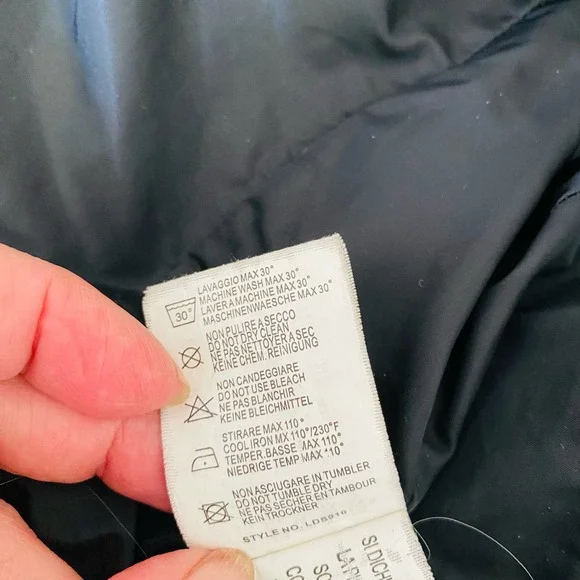 LAVAGGIO MAX 30°
MACHINE WASH MAX 30°
LAVER A MACHINE MAX 30°
MASCHINENWAESCHE MAX 30°
30°
NON PULIRE A SECCO
DO NOT DRY CLEAN
NE PAS NETTOYER A SEC
KEINE CHEM. REINIGUNG
NON CANDEGGIARE
DO NOT USE BLEACH
NE PAS BLANCHIR
KEINE BLEICHMITTEL
STIRARE MAX 110°
COOL IRON MX 110°/230°F
TEMPER. BASSE MAX 110°
NIEDRIGE TEMP MAX 110°
NON ASCIUGARE IN TUMBLER
DO NOT TUMBLE DRY
NE PAS SECHER EN TAMBOUR
KEIN TROCKNER
STYLE NO. LDS910
SI DICH